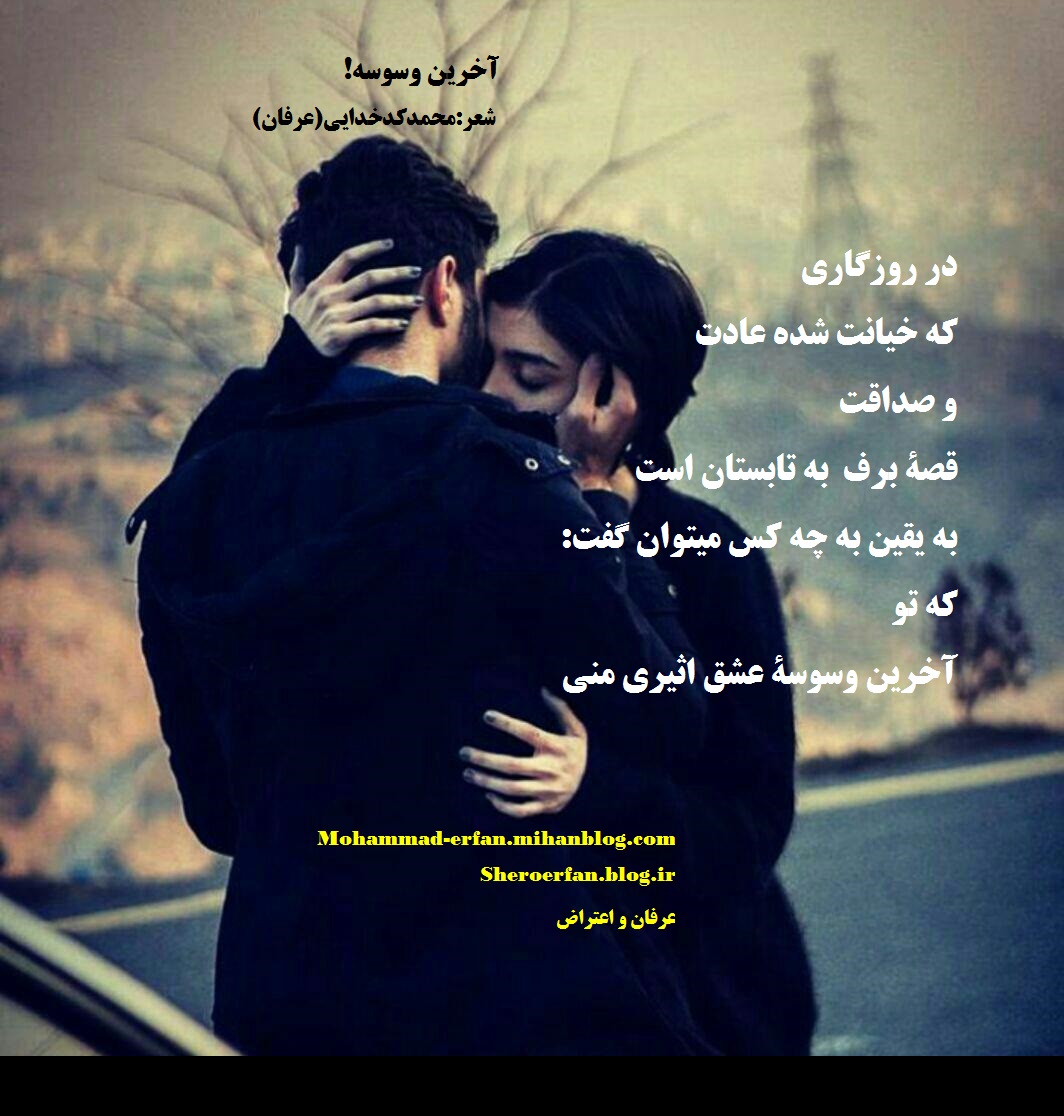 آخرین وسوسه!
شعر:محمدکدخدایی(عرفان)
در روزگاری
که خیانت شده عادت
و صداقت
قصهٔ برف به تابستان است
به یقین به چه کس میتوان گفت:
که تو
آخرین وسوسهٔ عشق اثیری منی
Mohammad-erfan.mihanblog.com
Sheroerfan.blog.ir
عرفان و اعتراض